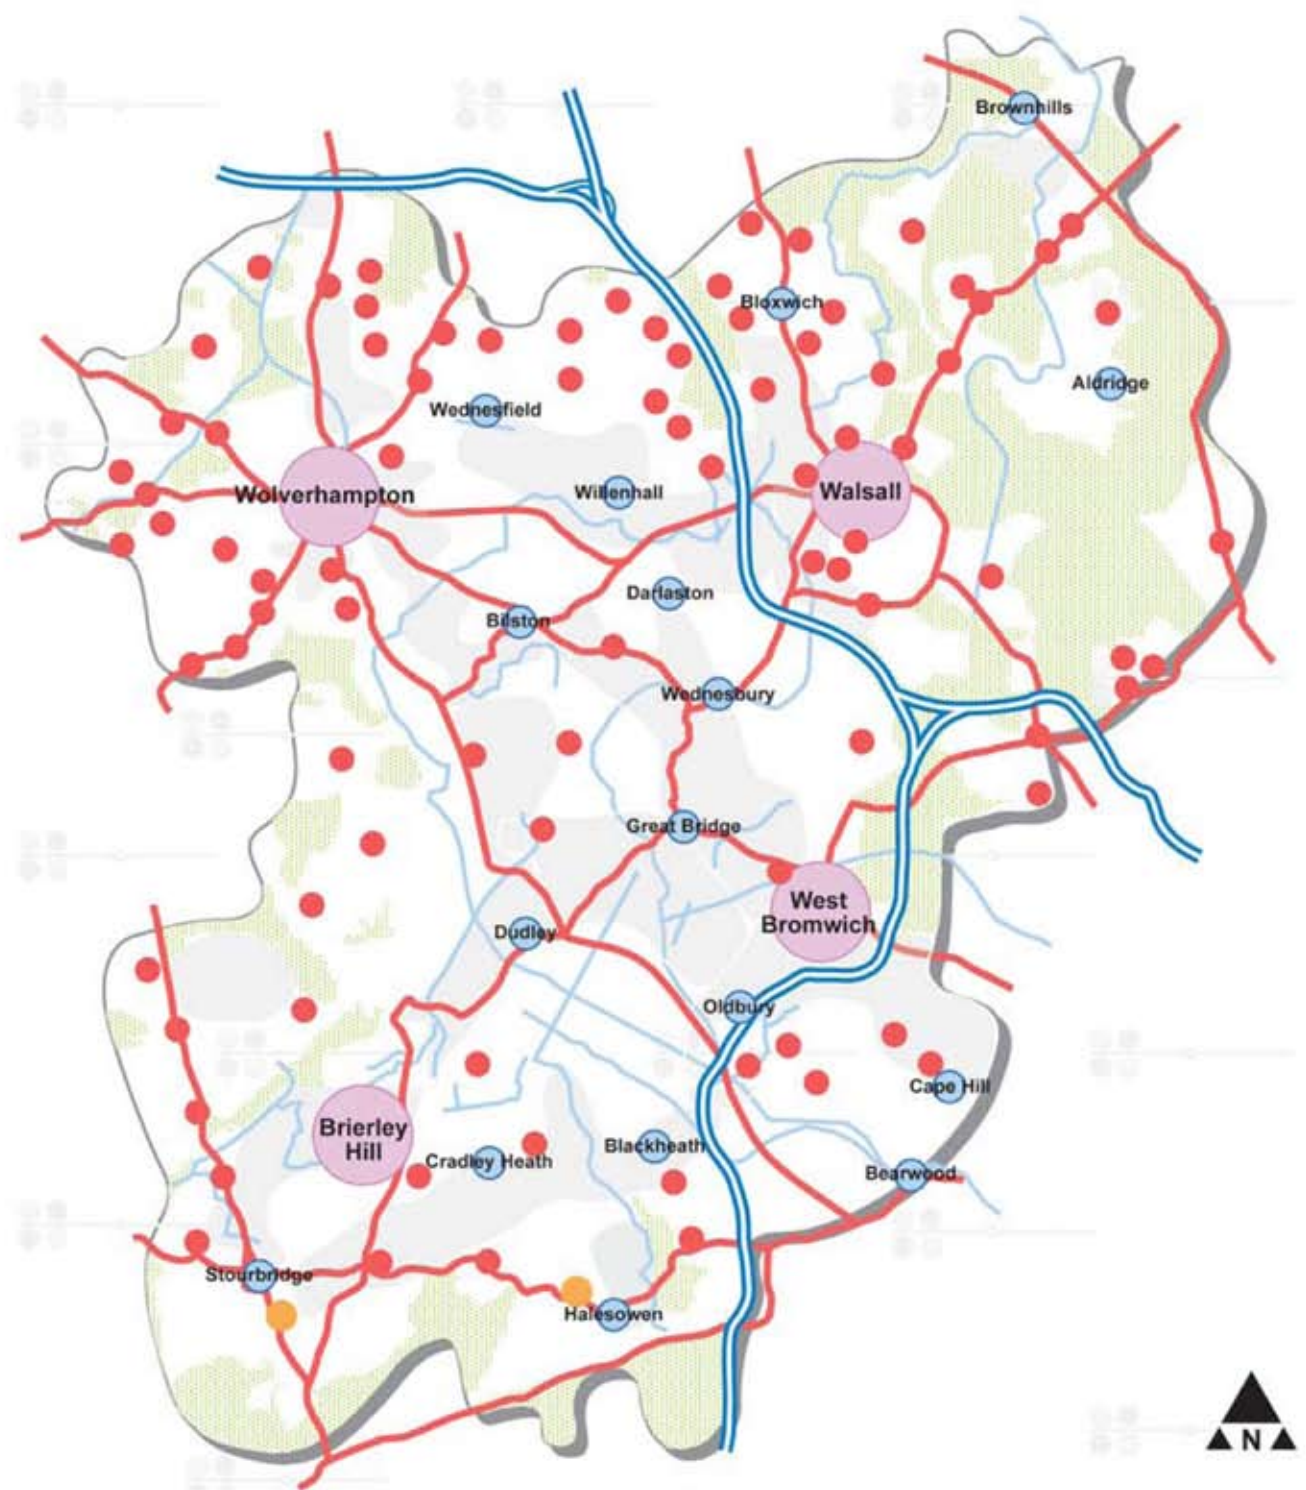 Brownhills
Bloxwich
Aldridge
Wednesfield
Wolverhampton
Willenhall
Walsall
Darlaston
Bilston
Wednesbury
Great Bridge
West
Bromwich
Dudley
Oldbury
Cape Hill
Brierley
Hill
Cradley Heath
Blackheath
Bearwood
Stourbridge
Halesowen
N